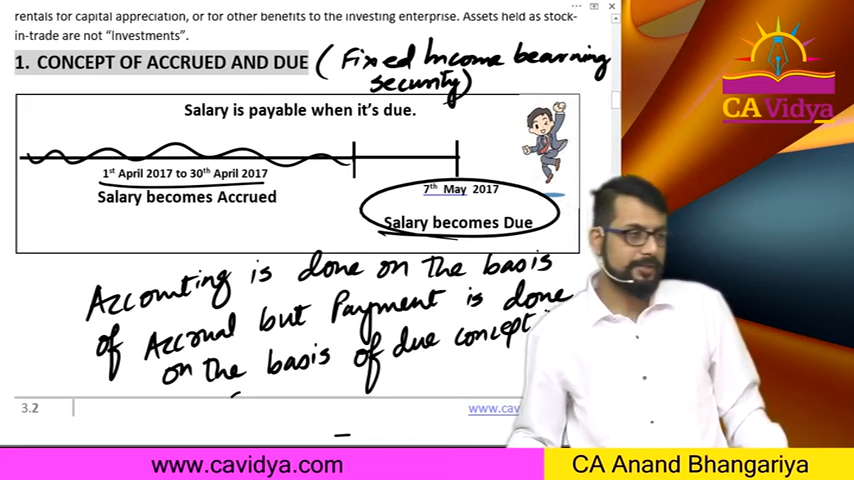 rentals for capital appreciation, or for other benefits to the investing enterprise. Assets held as stock-
in-trade are not “Investments”.
1. CONCEPT OF ACCRUED AND DUE (Fixed Income bearning
security)
Salary is payable when it’s due.
1st April 2017 to 30th April 2017
Salary becomes Accrued
7th May 2017
Salary becomes Due
Accounting is done on the basis
of Accrual but Payment is done
on the basis of due concept
3.2
www.cav
CA Vidya
www.cavidya.com
CA Anand Bhangariya